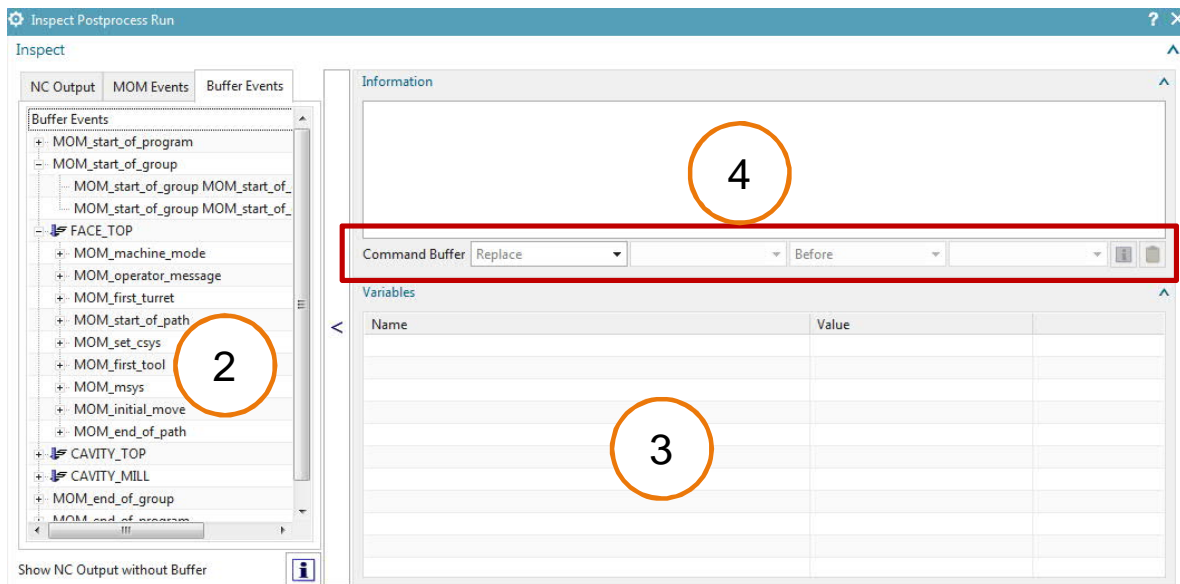 Inspect Postprocess Run
? X
Inspect
NC Output MOM Events Buffer Events
Buffer Events
MOM_start_of_program
MOM_start_of_group
MOM_start_of_group MOM_start_of_
MOM_start_of_group MOM_start_of_
FACE_TOP
MOM_machine_mode
MOM_operator_message
MOM_first_turret
MOM_start_of_path
MOM_set_csys
MOM_first_tool
MOM_msys
MOM_initial_move
MOM_end_of_path
CAVITY_TOP
CAVITY_MILL
MOM_end_of_group
MOM_end_of_program
Show NC Output without Buffer
2
<
Information
4
Command Buffer Replace Before
Variables
Name Value
3